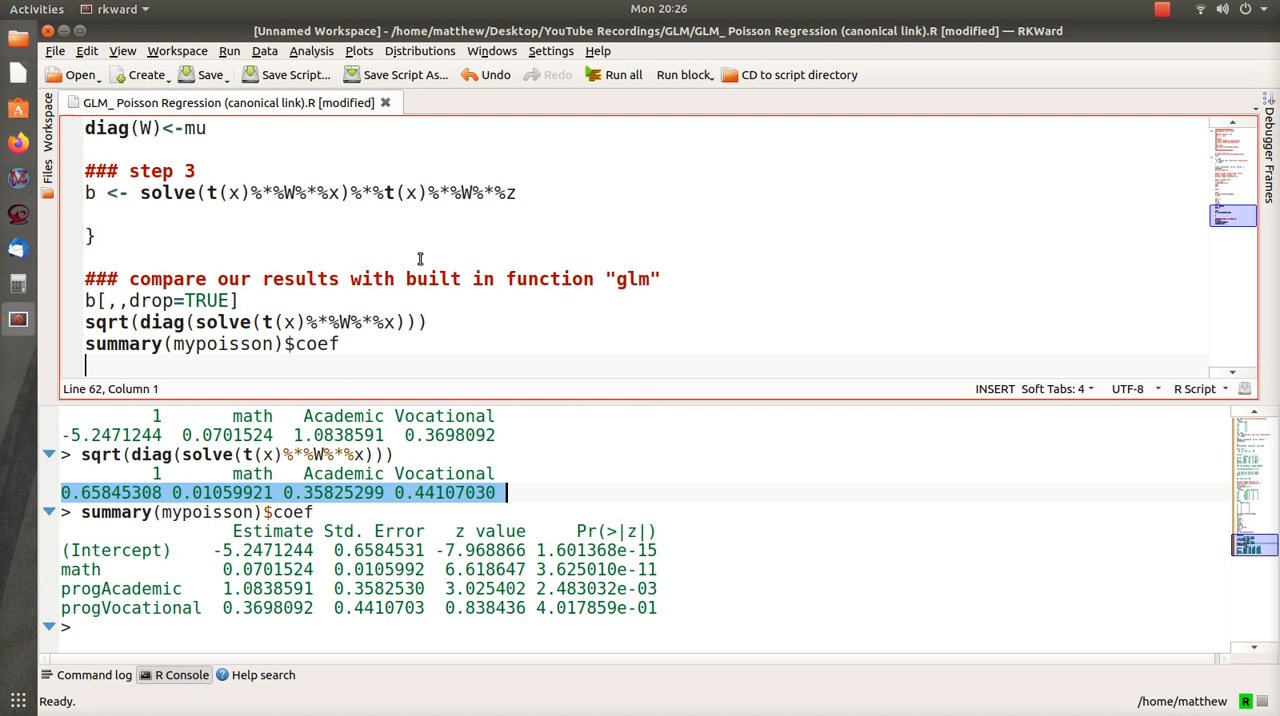 Activities rkward Mon 20:26
[Unnamed Workspace] - /home/matthew/Desktop/YouTube Recordings/GLM/GLM_ Poisson Regression (canonical link).R [modified] — RKWard
File Edit View Workspace Run Data Analysis Plots Distributions Windows Settings Help
Open Create Save Save Script... Save Script As... Undo Redo Run all Run block CD to script directory
GLM_ Poisson Regression (canonical link).R [modified]
Workspace
Files
Debugger Frames
diag(W)<-mu
### step 3
b <- solve(t(x)%*%W%*%x)%*%t(x)%*%W%*%z
}
### compare our results with built in function "glm"
b[,,drop=TRUE]
sqrt(diag(solve(t(x)%*%W%*%x)))
summary(mypoisson)$coef
Line 62, Column 1 INSERT Soft Tabs: 4 UTF-8 R Script
1 math Academic Vocational
-5.2471244 0.0701524 1.0838591 0.3698092
> sqrt(diag(solve(t(x)%*%W%*%x)))
1 math Academic Vocational
0.65845308 0.01059921 0.35825299 0.44107030
> summary(mypoisson)$coef
Estimate Std. Error z value Pr(>|z|)
(Intercept) -5.2471244 0.6584531 -7.968866 1.601368e-15
math 0.0701524 0.0105992 6.618647 3.625010e-11
progAcademic 1.0838591 0.3582530 3.025402 2.483032e-03
progVocational 0.3698092 0.4410703 0.838436 4.017859e-01
>
Command log R Console Help search
Ready. /home/matthew R